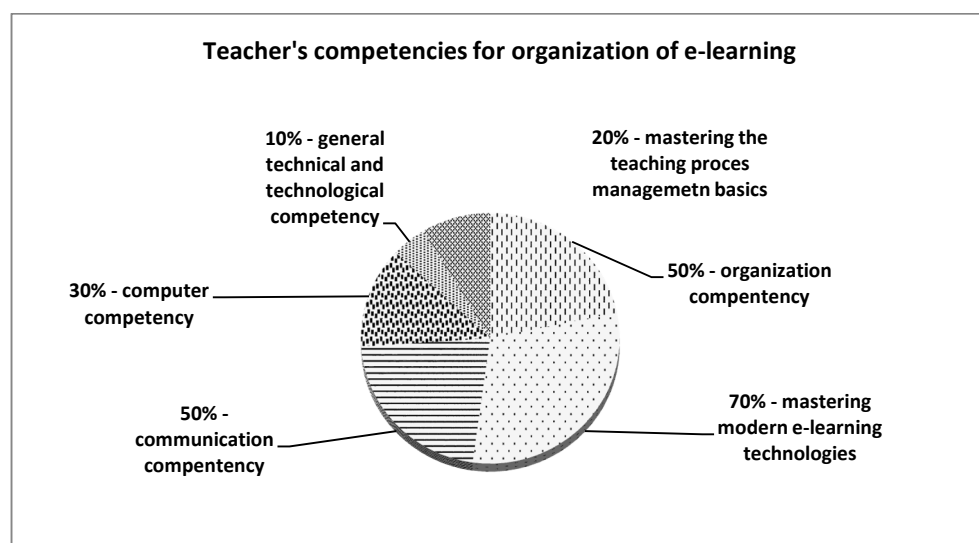 Teacher's competencies for organization of e-learning
10% - general
technical and
technological
competency
20% - mastering the
teaching proces
managemetn basics
50% - organization
compentency
30% - computer
competency
70% - mastering
modern e-learning
technologies
50% -
communication
compentency